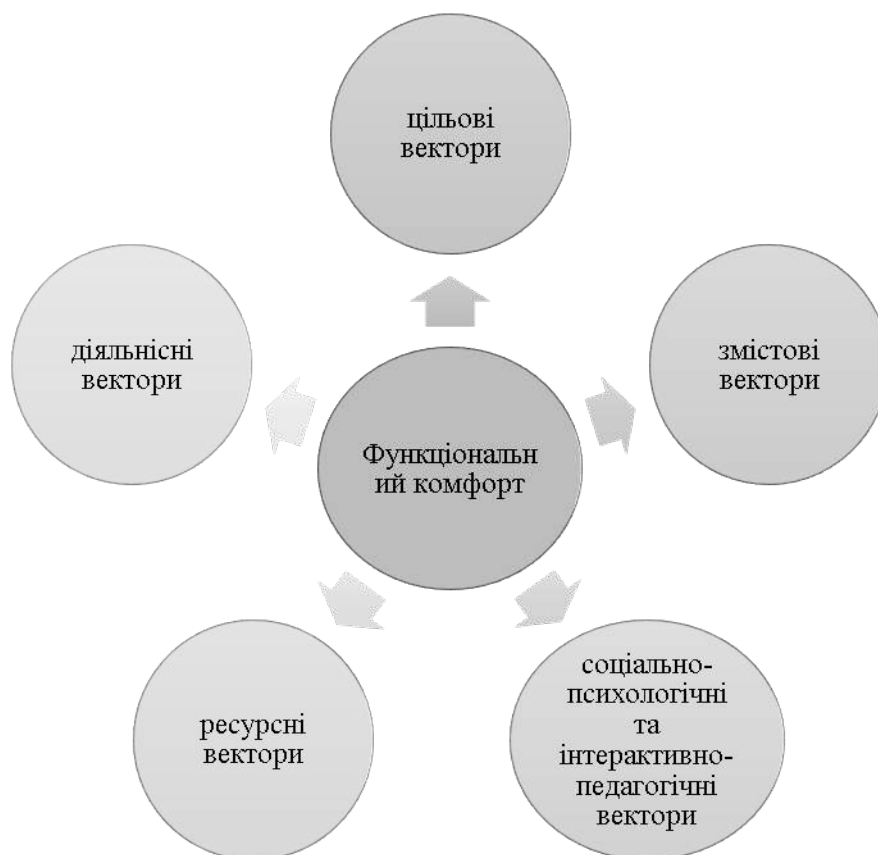 цільові
вектори
діяльнісні
вектори
змістові
вектори
Функціональн
ий комфорт
ресурсні
вектори
соціально-
психологічні
та
інтерактивно-
педагогічні
вектори